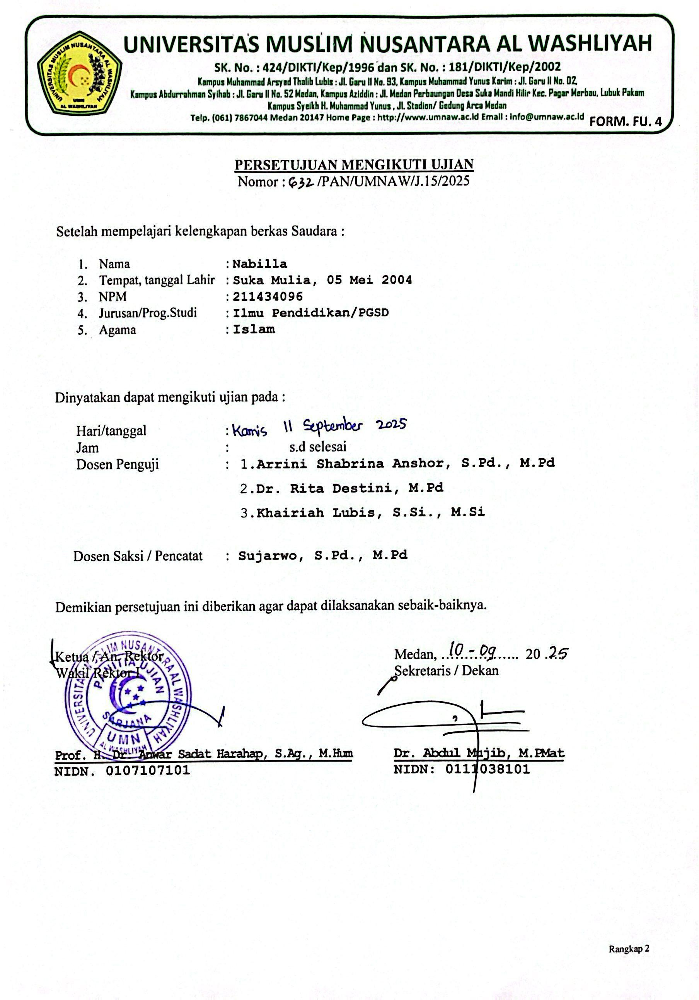 UNIVERSITAS MUSLIM NUSANTARA AL WASHLIYAH
UMN
AL WASHLIYAH
UNIVERSITAS MUSLIM NUSANTARA AL WASHLIYAH
SK. No. : 424/DIKTI/Kep/1996 dan SK. No. : 181/DIKTI/Kep/2002
Kampus Muhammad Arsyad Thalib Lubis : Jl. Garu II No. 93, Kampus Muhammad Yunus Karim : Jl. Garu II No. 02,
Kampus Abdurrahman Syihab : Jl. Garu II No. 52 Medan, Kampus Aziddin : Jl. Medan Perbaungan Desa Suka Mandi Hilir Kec. Pagar Merbau, Lubuk Pakam
Kampus Syeikh H. Muhammad Yunus , Jl. Stadion/ Gedung Arca Medan
Telp. (061) 7867044 Medan 20147 Home Page : http://www.umnaw.ac.id Email : info@umnaw.ac.id FORM. FU. 4
PERSETUJUAN MENGIKUTI UJIAN
Nomor : 632 /PAN/UMNAW/J.15/2025
Setelah mempelajari kelengkapan berkas Saudara :
1. Nama : Nabilla
2. Tempat, tanggal Lahir : Suka Mulia, 05 Mei 2004
3. NPM : 211434096
4. Jurusan/Prog.Studi : Ilmu Pendidikan/PGSD
5. Agama : Islam
Dinyatakan dapat mengikuti ujian pada :
Hari/tanggal : Kamis 11 September 2025
Jam : s.d selesai
Dosen Penguji : 1.Arrini Shabrina Anshor, S.Pd., M.Pd
2.Dr. Rita Destini, M.Pd
3.Khairiah Lubis, S.Si., M.Si
Dosen Saksi / Pencatat : Sujarwo, S.Pd., M.Pd
Demikian persetujuan ini diberikan agar dapat dilaksanakan sebaik-baiknya.
Ketua / An. Rektor
Wakil Rektor I
UNIVERSITAS MUSLIM NUSANTARA AL WASHLIYAH
PANITIA UJIAN
SARJANA
UMN
AL WASHLIYAH
Prof. H. Dr. Anwar Sadat Harahap, S.Ag., M.Hum
NIDN. 0107107101
Medan, ..10 - 09...... 20 .25
Sekretaris / Dekan
Dr. Abdul Mujib, M.PMat
NIDN: 0111038101
Rangkap 2